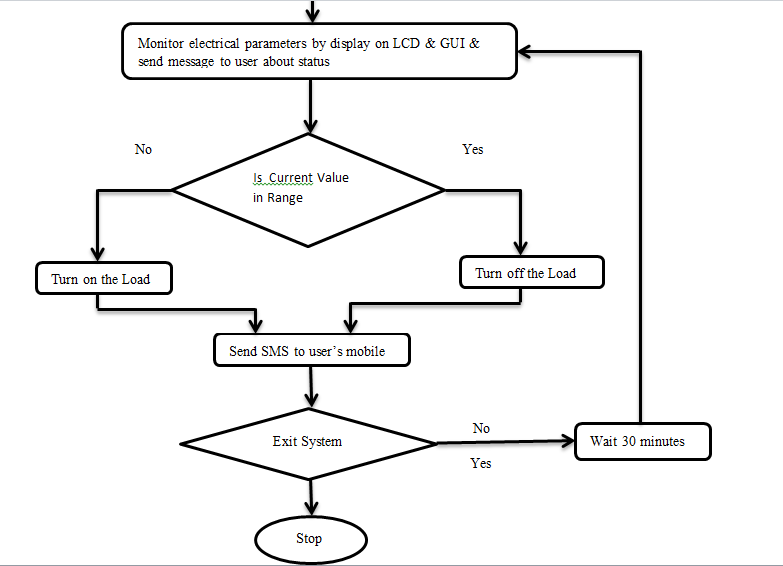 Monitor electrical parameters by display on LCD & GUI &
send message to user about status
No
Yes
Is Current Value
in Range
Turn on the Load
Turn off the Load
Send SMS to user's mobile
Exit System
No
Yes
Wait 30 minutes
Stop